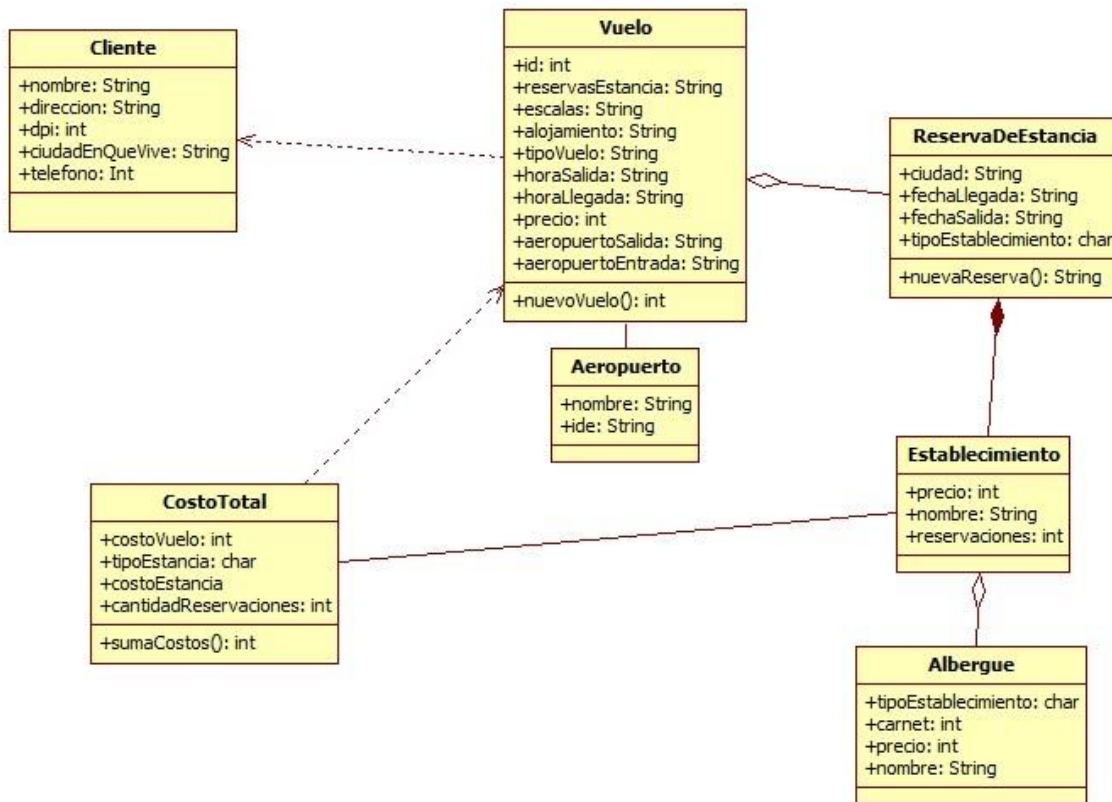 Cliente
+nombre: String
+direccion: String
+dpi: int
+ciudadEnQueVive: String
+telefono: Int
Vuelo
+id: int
+reservasEstancia: String
+escalas: String
+alojamiento: String
+tipoVuelo: String
+horaSalida: String
+horaLlegada: String
+precio: int
+aeropuertoSalida: String
+aeropuertoEntrada: String
+nuevoVuelo(): int
ReservaDeEstancia
+ciudad: String
+fechaLlegada: String
+fechaSalida: String
+tipoEstablecimiento: char
+nuevaReserva(): String
Aeropuerto
+nombre: String
+ide: String
Establecimiento
+precio: int
+nombre: String
+reservaciones: int
CostoTotal
+costoVuelo: int
+tipoEstancia: char
+costoEstancia
+cantidadReservaciones: int
+sumaCostos(): int
Albergue
+tipoEstablecimiento: char
+carnet: int
+precio: int
+nombre: String